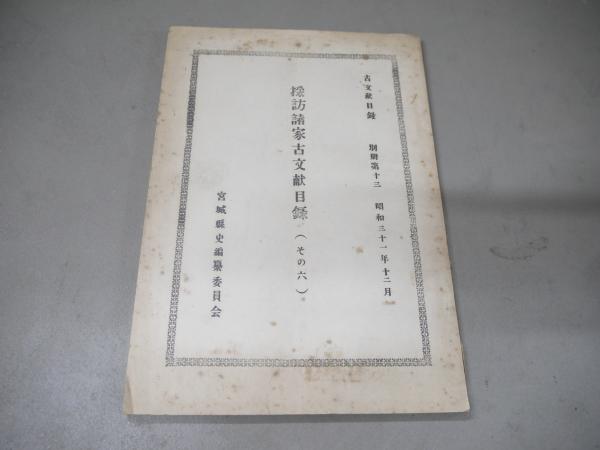 古文献目録　別冊第十三　昭和三十一年十二月
採訪諸家古文献目録（その六）
宮城縣史編纂委員会